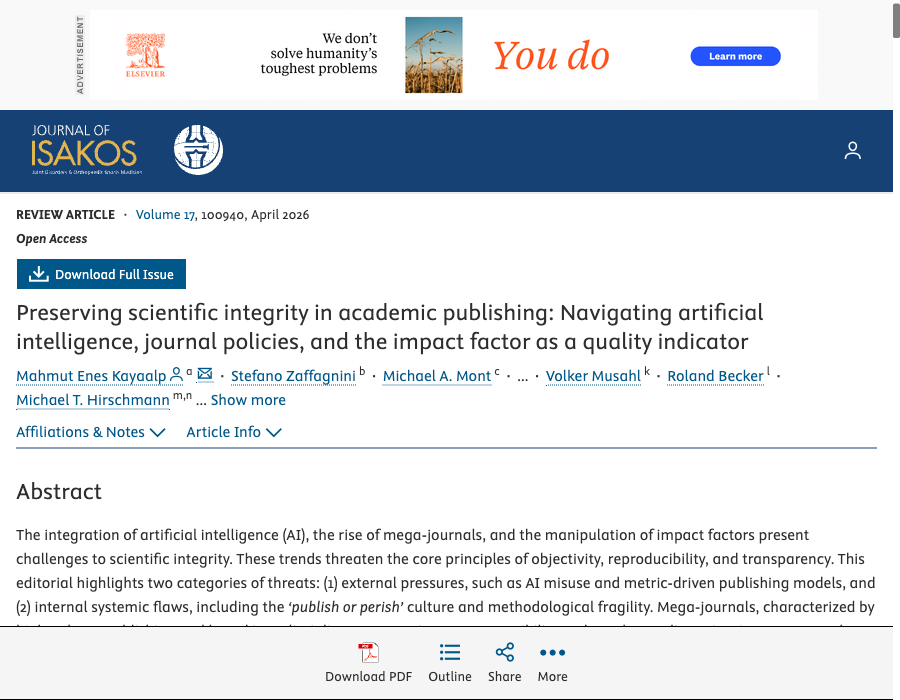 ADVERTISEMENT
ELSEVIER
We don't
solve humanity's
toughest problems
You do
Learn more
JOURNAL OF
ISAKOS
Joint Disorders & Orthopaedic Sports Medicine
REVIEW ARTICLE · Volume 17, 100940, April 2026
Open Access
Download Full Issue
Preserving scientific integrity in academic publishing: Navigating artificial
intelligence, journal policies, and the impact factor as a quality indicator
Mahmut Enes Kayaalp a · Stefano Zaffagnini b · Michael A. Mont c · ... · Volker Musahl k · Roland Becker l ·
Michael T. Hirschmann m,n ... Show more
Affiliations & Notes Article Info
Abstract
The integration of artificial intelligence (AI), the rise of mega-journals, and the manipulation of impact factors present
challenges to scientific integrity. These trends threaten the core principles of objectivity, reproducibility, and transparency. This
editorial highlights two categories of threats: (1) external pressures, such as AI misuse and metric-driven publishing models, and
(2) internal systemic flaws, including the 'publish or perish' culture and methodological fragility. Mega-journals, characterized by
PDF
Download PDF Outline Share More